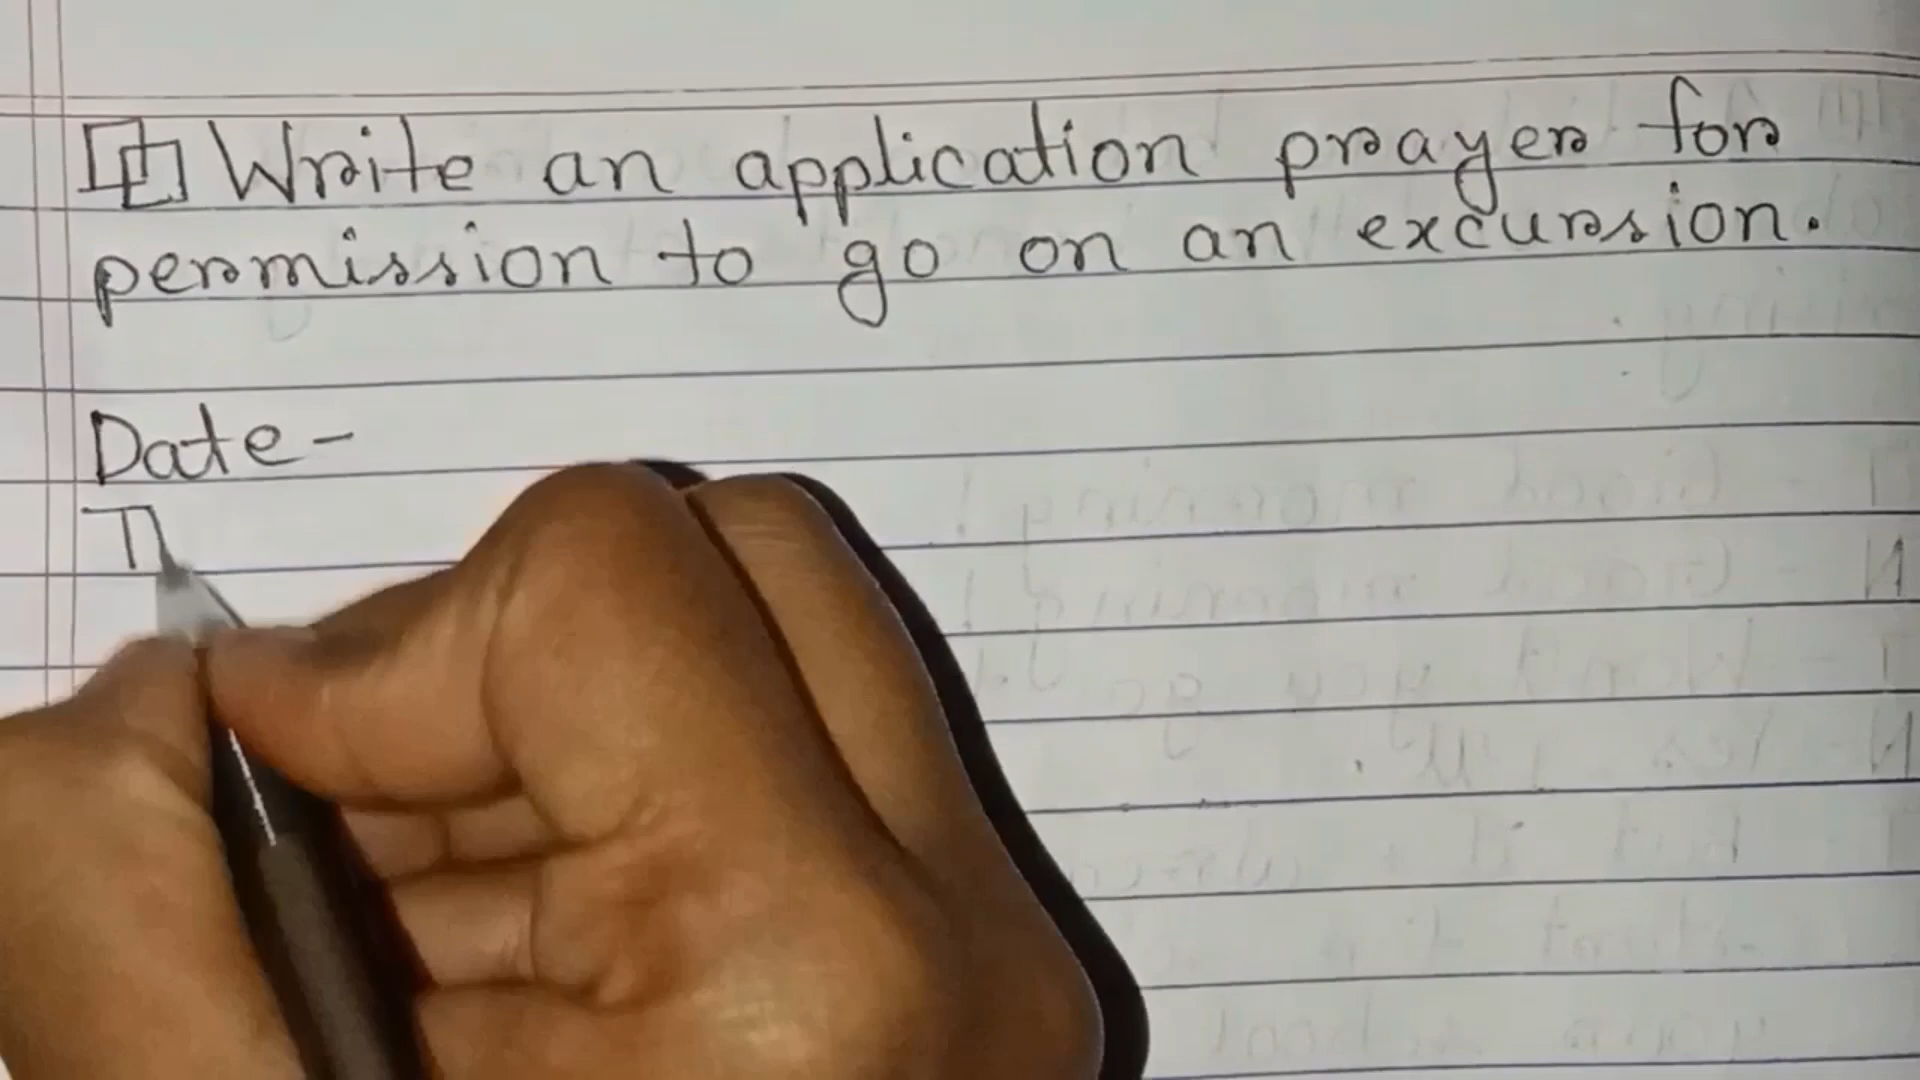 Write an application prayer for
permission to go on an excursion.
Date-